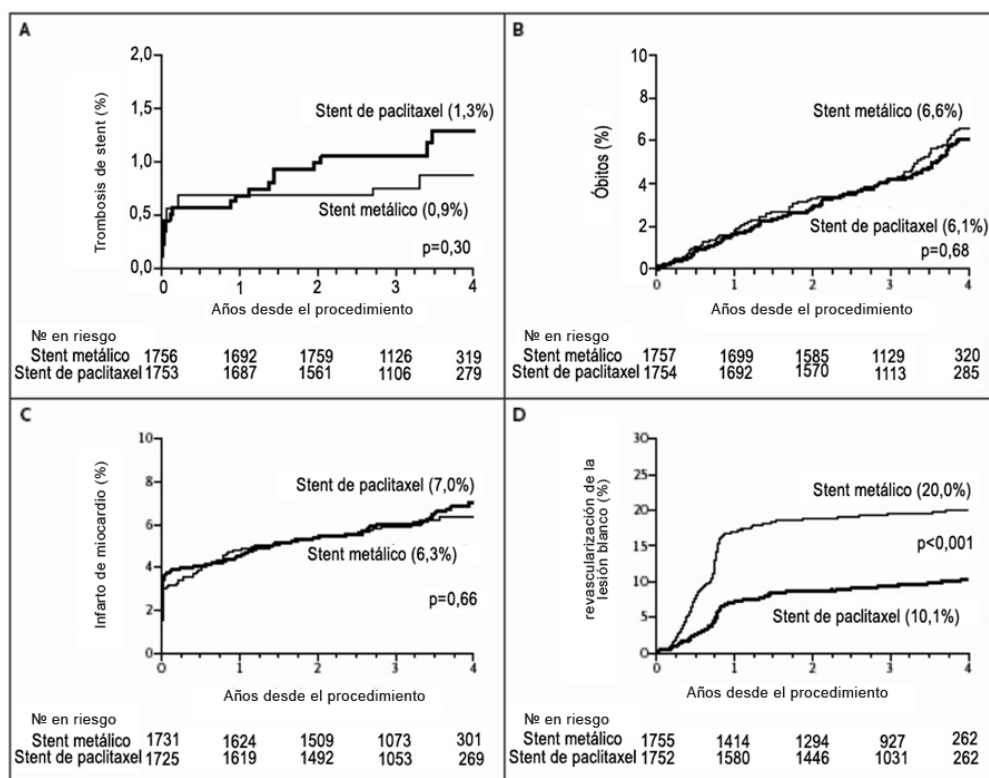 A
Trombosis de stent (%)
2,0
1,5
1,0
0,5
0,0
Stent de paclitaxel (1,3%)
Stent metálico (0,9%)
p=0,30
0 1 2 3 4
Años desde el procedimiento
Nº en riesgo
Stent metálico 1756 1692 1759 1126 319
Stent de paclitaxel 1753 1687 1561 1106 279
B
Óbitos (%)
10
8
6
4
2
0
Stent metálico (6,6%)
Stent de paclitaxel (6,1%)
p=0,68
0 1 2 3 4
Años desde el procedimiento
Nº en riesgo
Stent metálico 1757 1699 1585 1129 320
Stent de paclitaxel 1754 1692 1570 1113 285
C
Infarto de miocardio (%)
10
8
6
4
2
0
Stent de paclitaxel (7,0%)
Stent metálico (6,3%)
p=0,66
0 1 2 3 4
Años desde el procedimiento
Nº en riesgo
Stent metálico 1731 1624 1509 1073 301
Stent de paclitaxel 1725 1619 1492 1053 269
D
revascularización de la
lesión blanco (%)
30
25
20
15
10
5
0
Stent metálico (20,0%)
p<0,001
Stent de paclitaxel (10,1%)
0 1 2 3 4
Años desde el procedimiento
Nº en riesgo
Stent metálico 1755 1414 1294 927 262
Stent de paclitaxel 1752 1580 1446 1031 262